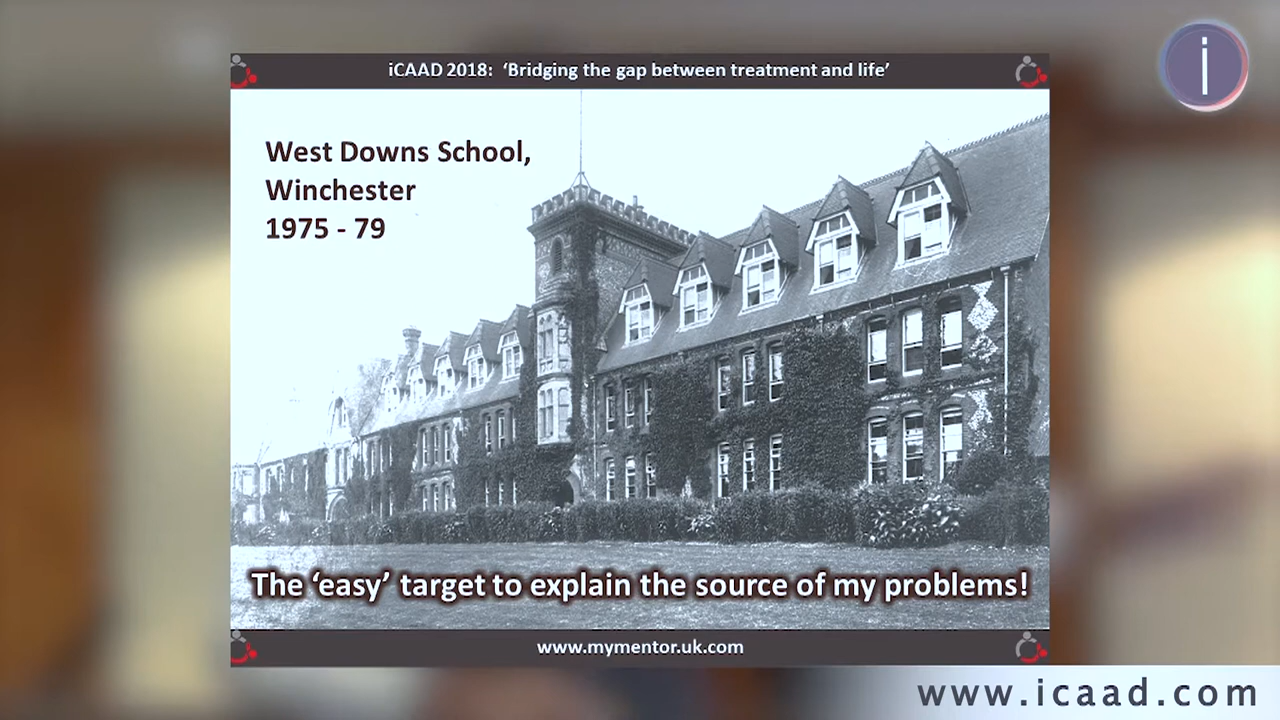 i
iCAAD 2018:  ‘Bridging the gap between treatment and life’
West Downs School,
Winchester
1975 - 79
The ‘easy’ target to explain the source of my problems!
www.mymentor.uk.com
www.icaad.com